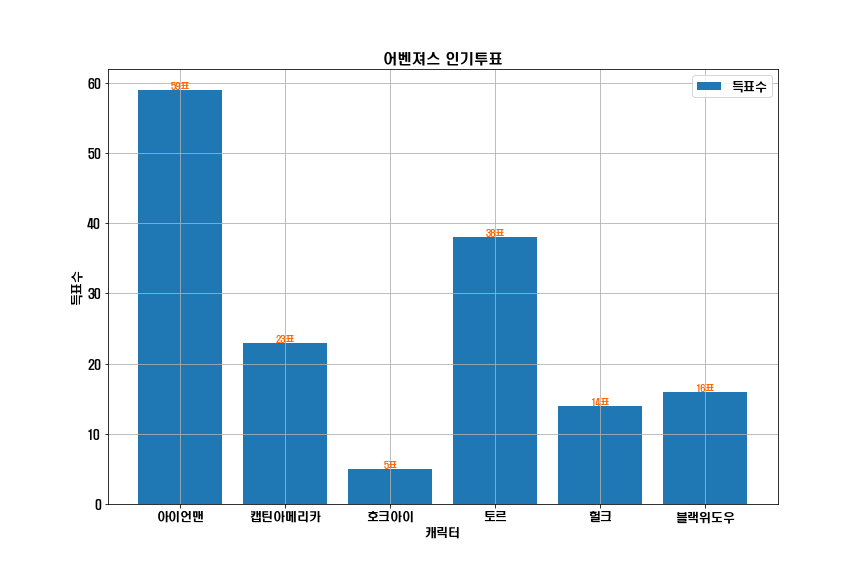 어벤져스 인기투표
득표수
60
50
40
30
20
10
0
득표수
59표
23표
5표
38표
14표
16표
아이언맨 캡틴아메리카 호크아이 토르 헐크 블랙위도우
캐릭터